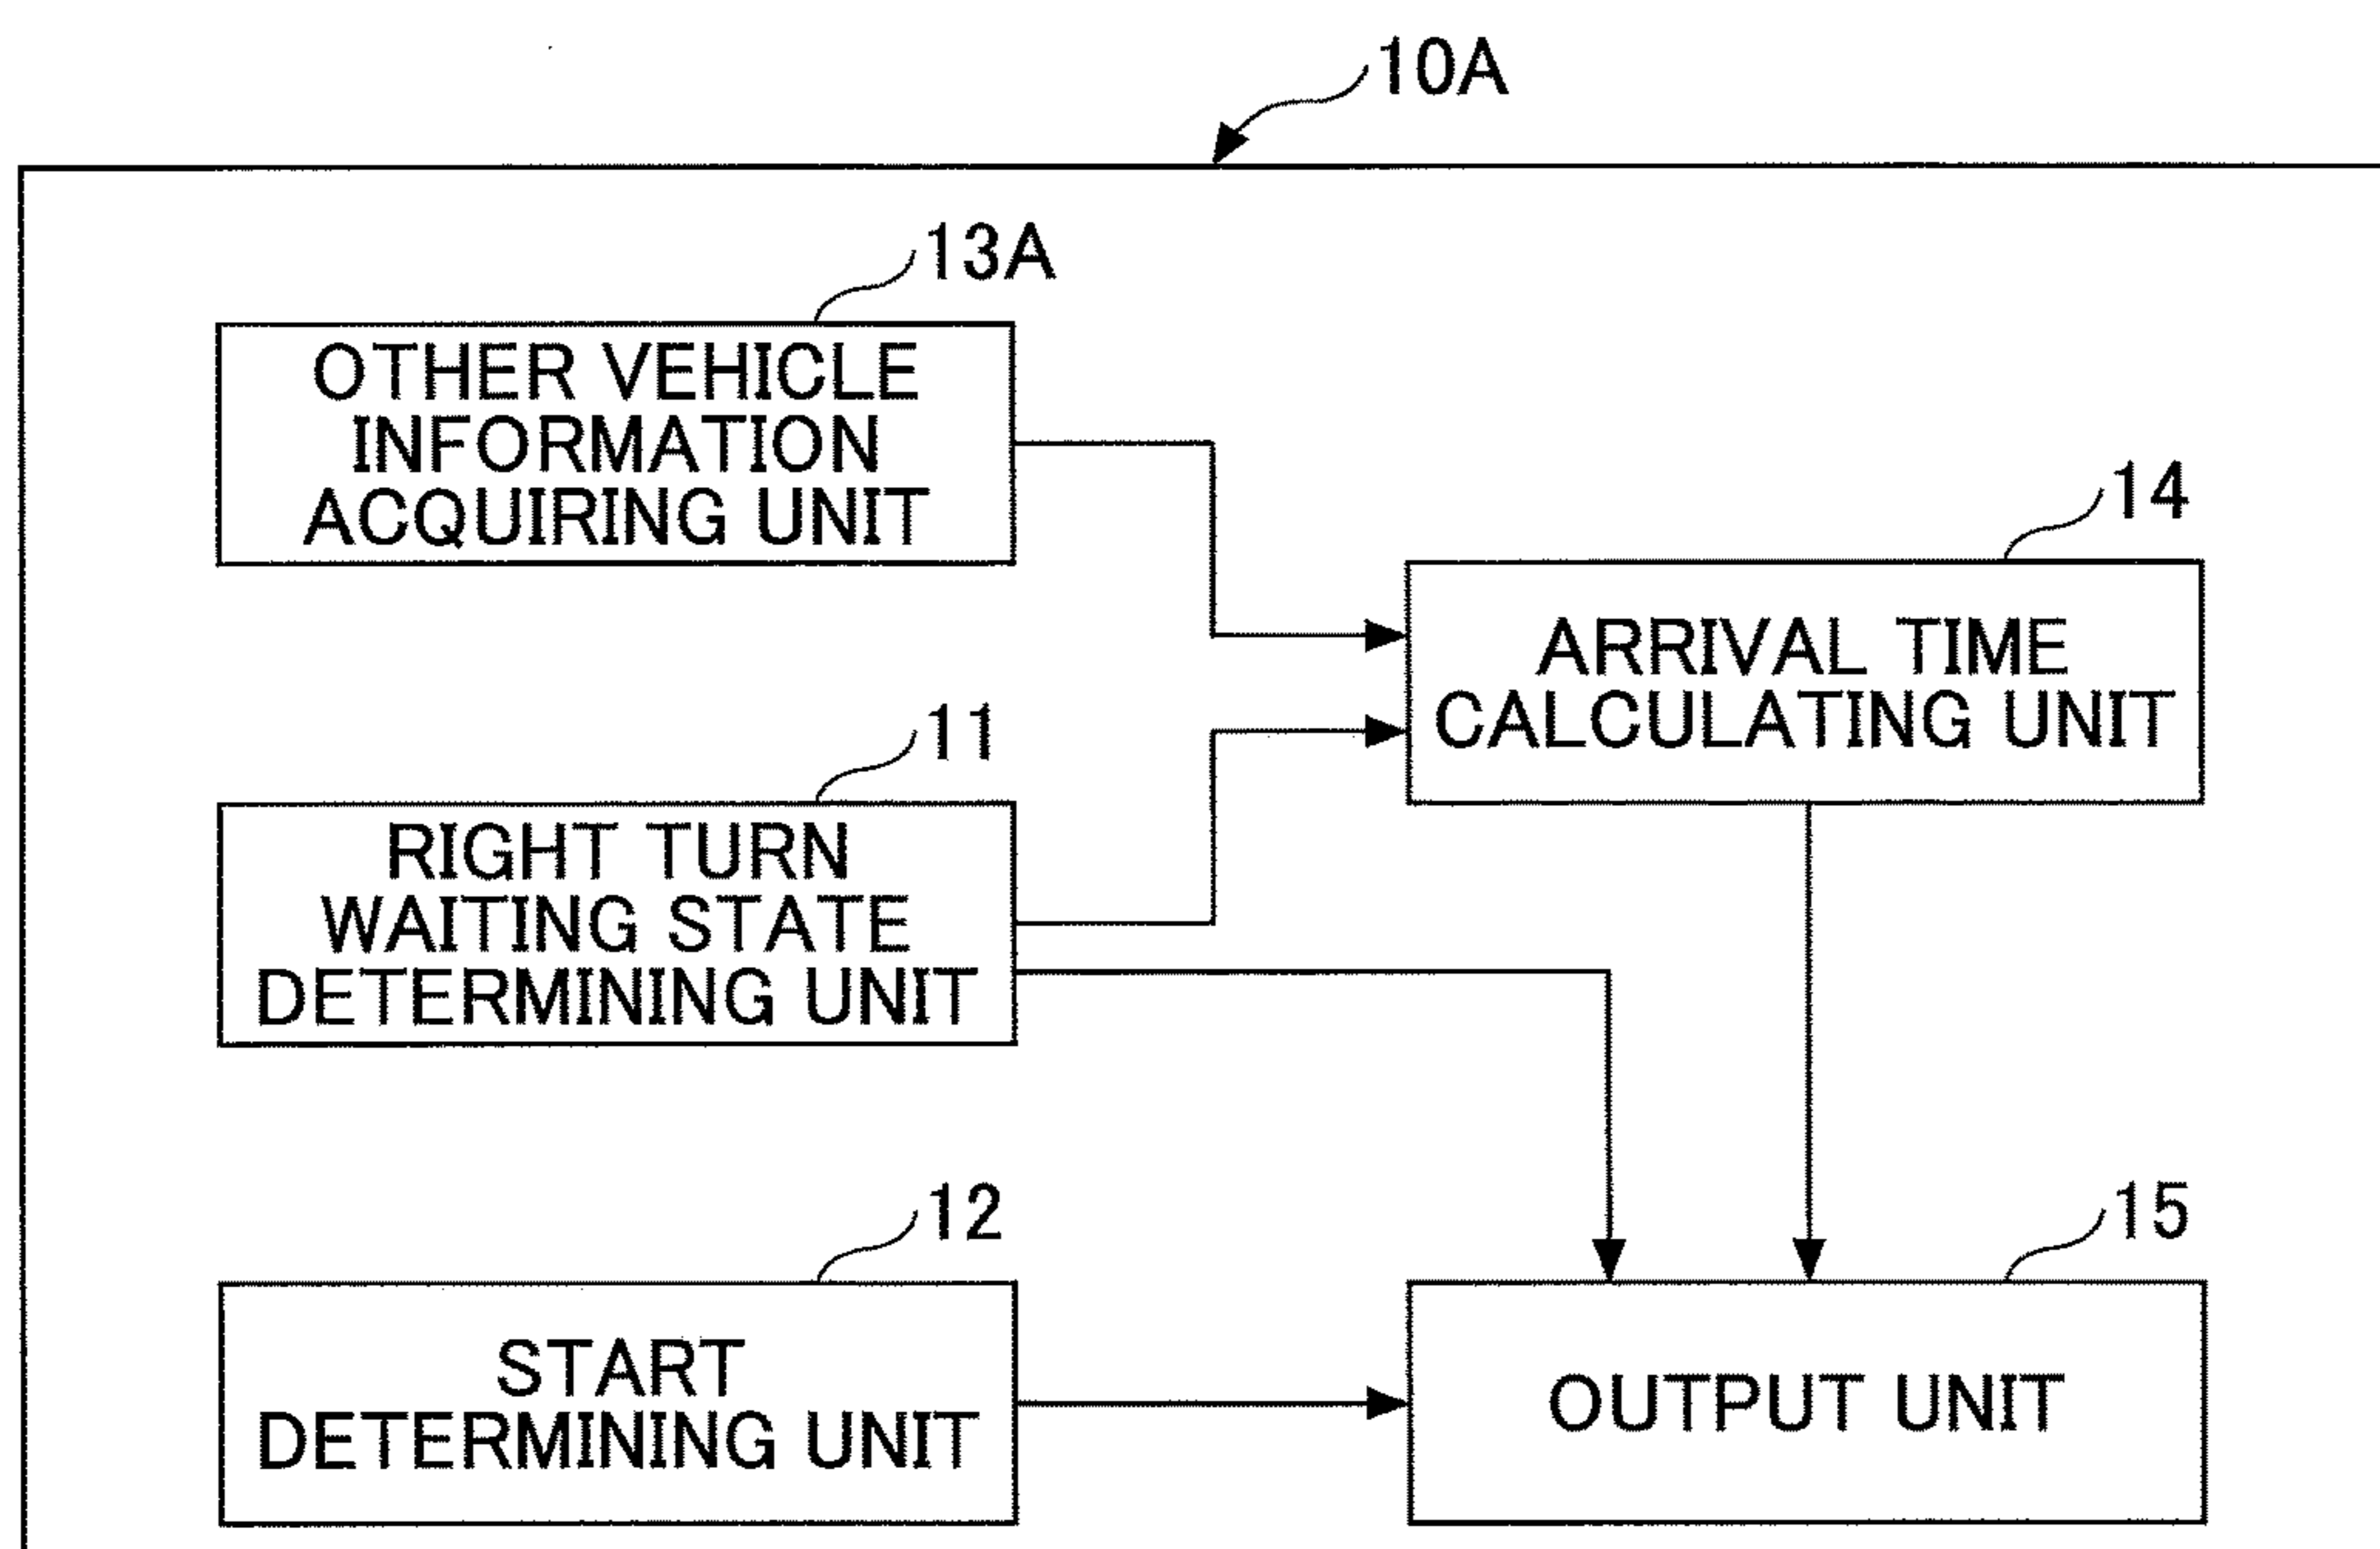 10A
13A
OTHER VEHICLE
INFORMATION
ACQUIRING UNIT
14
ARRIVAL TIME
CALCULATING UNIT
11
RIGHT TURN
WAITING STATE
DETERMINING UNIT
12
START
DETERMINING UNIT
15
OUTPUT UNIT